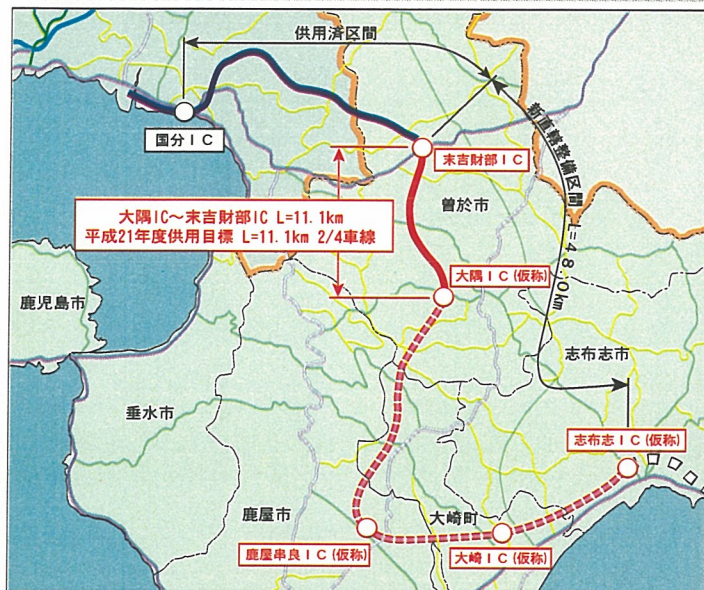 供用済区間
国分IC
末吉財部IC
新直轄整備区間 L=48.0km
曽於市
大隅IC～末吉財部IC L=11.1km
平成21年度供用目標 L=11.1km 2/4車線
大隅IC(仮称)
鹿児島市
志布志市
垂水市
志布志IC(仮称)
鹿屋市
大崎町
鹿屋串良IC(仮称)
大崎IC(仮称)